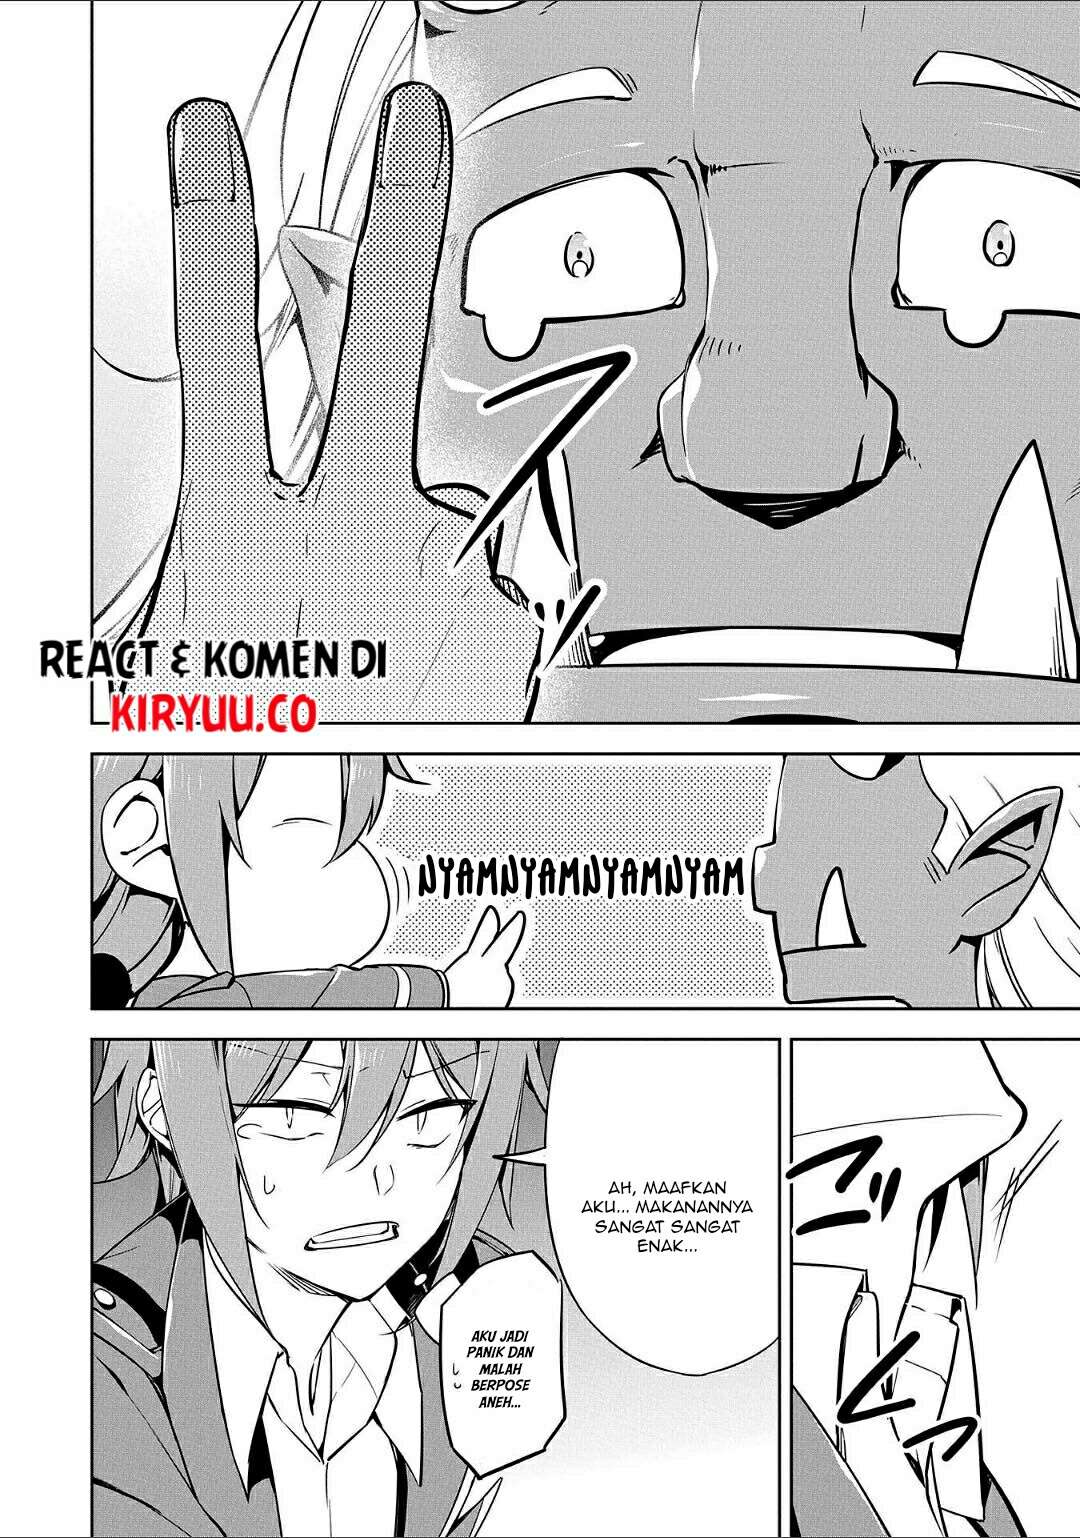 REACT & KOMEN DI
KIRYUU.CO
NYAMNYAMNYAMNYAM
AH, MAAFKAN
AKU... MAKANANNYA
SANGAT SANGAT
ENAK...
AKU JADI
PANIK DAN
MALAH
BERPOSE
ANEH...